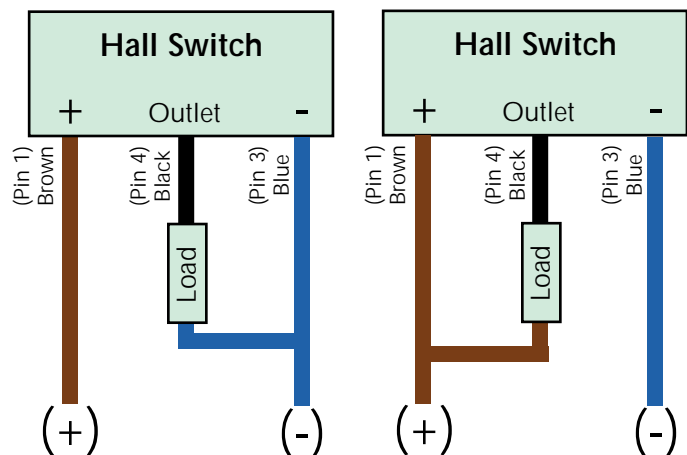 Hall Switch
+ Outlet -
(Pin 1)
Brown
(Pin 4)
Black
(Pin 3)
Blue
Load
(+) (-)
Hall Switch
+ Outlet -
(Pin 1)
Brown
(Pin 4)
Black
(Pin 3)
Blue
Load
(+) (-)